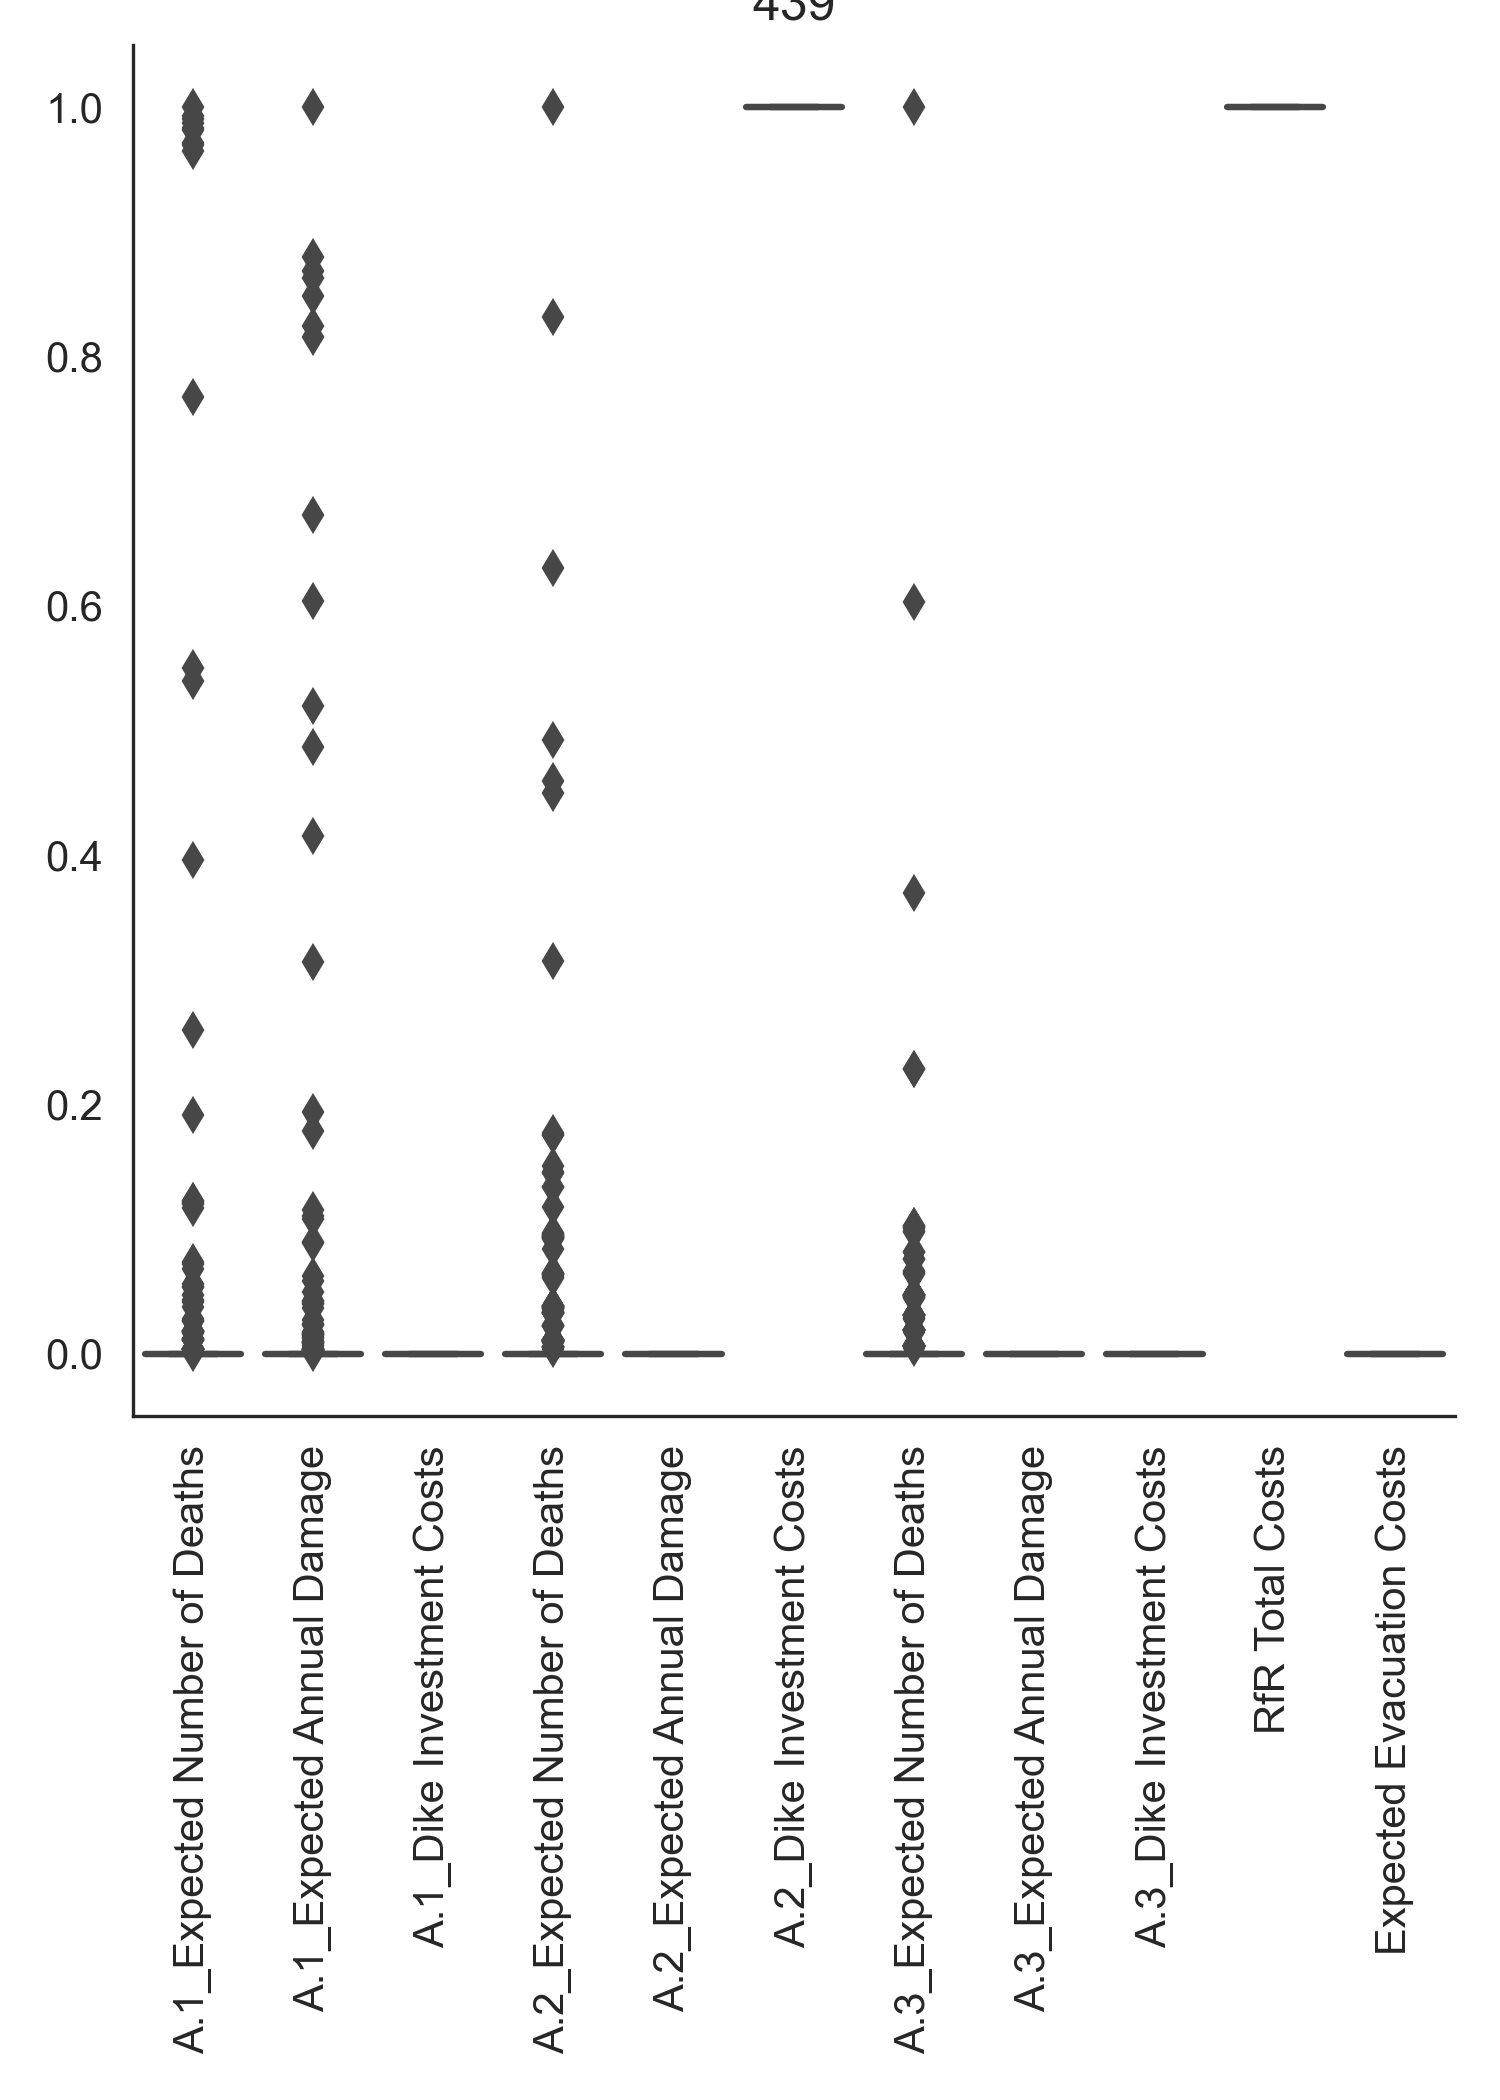 439
1.0
0.8
0.6
0.4
0.2
0.0
A.1_Expected Number of Deaths
A.1_Expected Annual Damage
A.1_Dike Investment Costs
A.2_Expected Number of Deaths
A.2_Expected Annual Damage
A.2_Dike Investment Costs
A.3_Expected Number of Deaths
A.3_Expected Annual Damage
A.3_Dike Investment Costs
RfR Total Costs
Expected Evacuation Costs